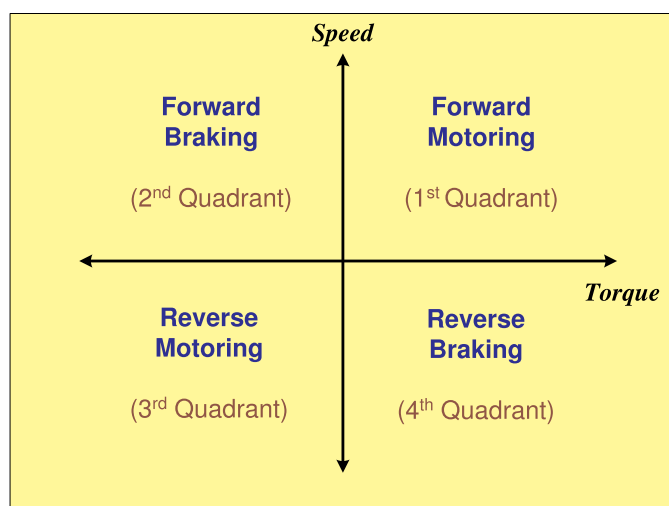 Speed
Forward
Braking
Forward
Motoring
(2nd Quadrant)
(1st Quadrant)
Torque
Reverse
Motoring
Reverse
Braking
(3rd Quadrant)
(4th Quadrant)